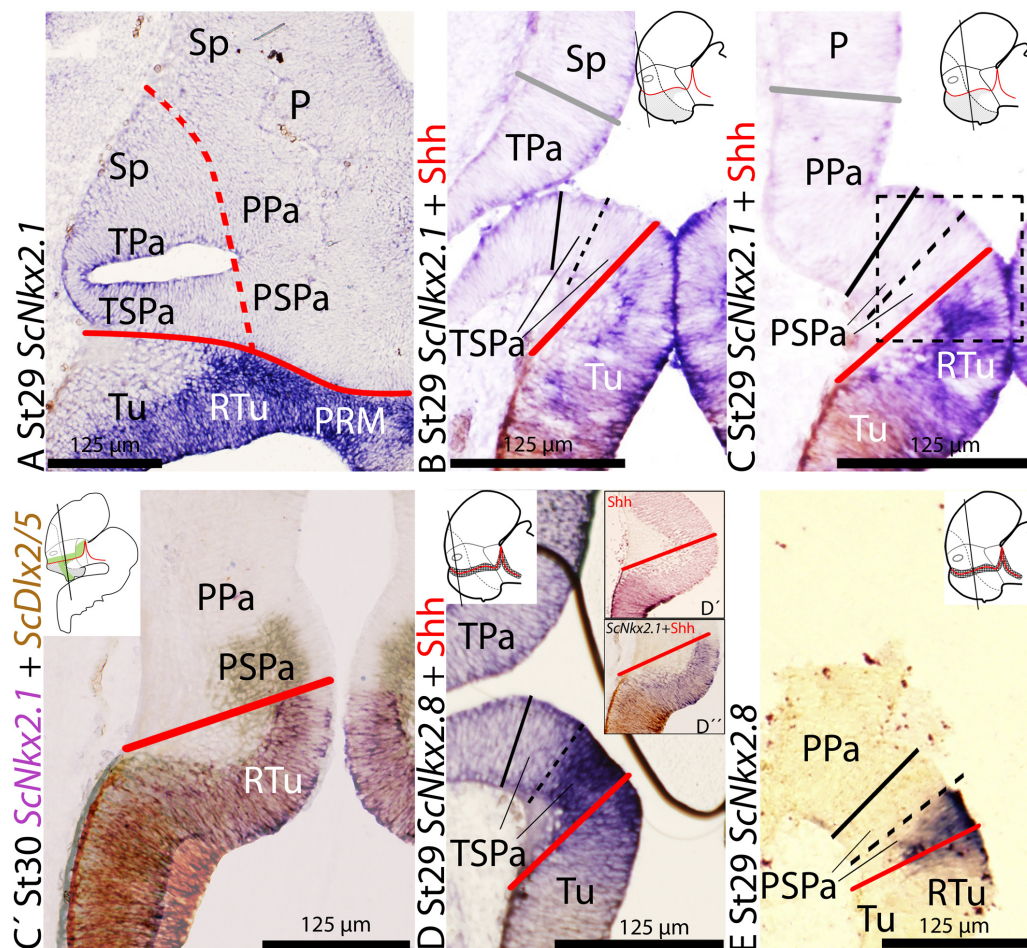 A St29 ScNkx2.1
Sp
P
Sp
PPa
TPa
PSPa
TSPa
Tu
RTu
PRM
125 µm
B St29 ScNkx2.1 + Shh
Sp
TPa
TSPa
Tu
125 µm
C St29 ScNkx2.1 + Shh
P
PPa
PSPa
RTu
Tu
125 µm
C´ St30 ScNkx2.1 + ScDlx2/5
PPa
PSPa
RTu
125 µm
D St29 ScNkx2.8 + Shh
TPa
TSPa
Tu
125 µm
Shh
D´
ScNkx2.1+Shh
D´´
E St29 ScNkx2.8
PPa
PSPa
RTu
Tu
125 µm